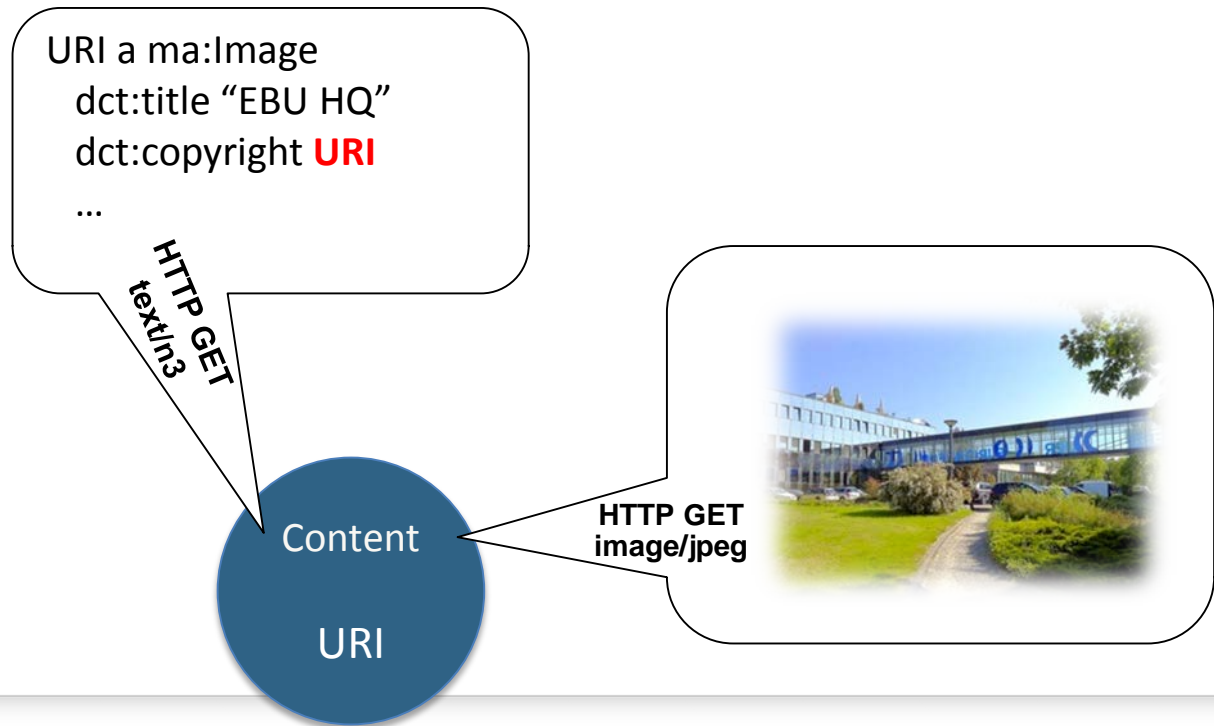 URI a ma:Image
dct:title “EBU HQ”
dct:copyright URI
…
HTTP GET
text/n3
Content
URI
HTTP GET
image/jpeg